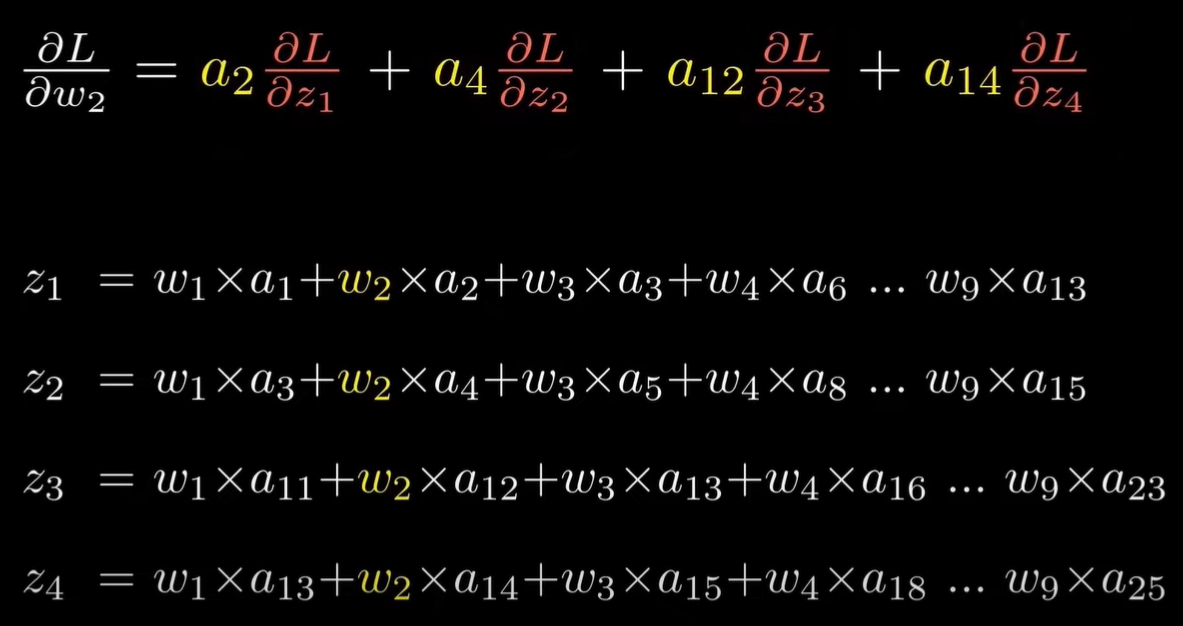 ∂L/∂w₂ = a₂ ∂L/∂z₁ + a₄ ∂L/∂z₂ + a₁₂ ∂L/∂z₃ + a₁₄ ∂L/∂z₄
z₁ = w₁×a₁+w₂×a₂+w₃×a₃+w₄×a₆ ... w₉×a₁₃
z₂ = w₁×a₃+w₂×a₄+w₃×a₅+w₄×a₈ ... w₉×a₁₅
z₃ = w₁×a₁₁+w₂×a₁₂+w₃×a₁₃+w₄×a₁₆ ... w₉×a₂₃
z₄ = w₁×a₁₃+w₂×a₁₄+w₃×a₁₅+w₄×a₁₈ ... w₉×a₂₅